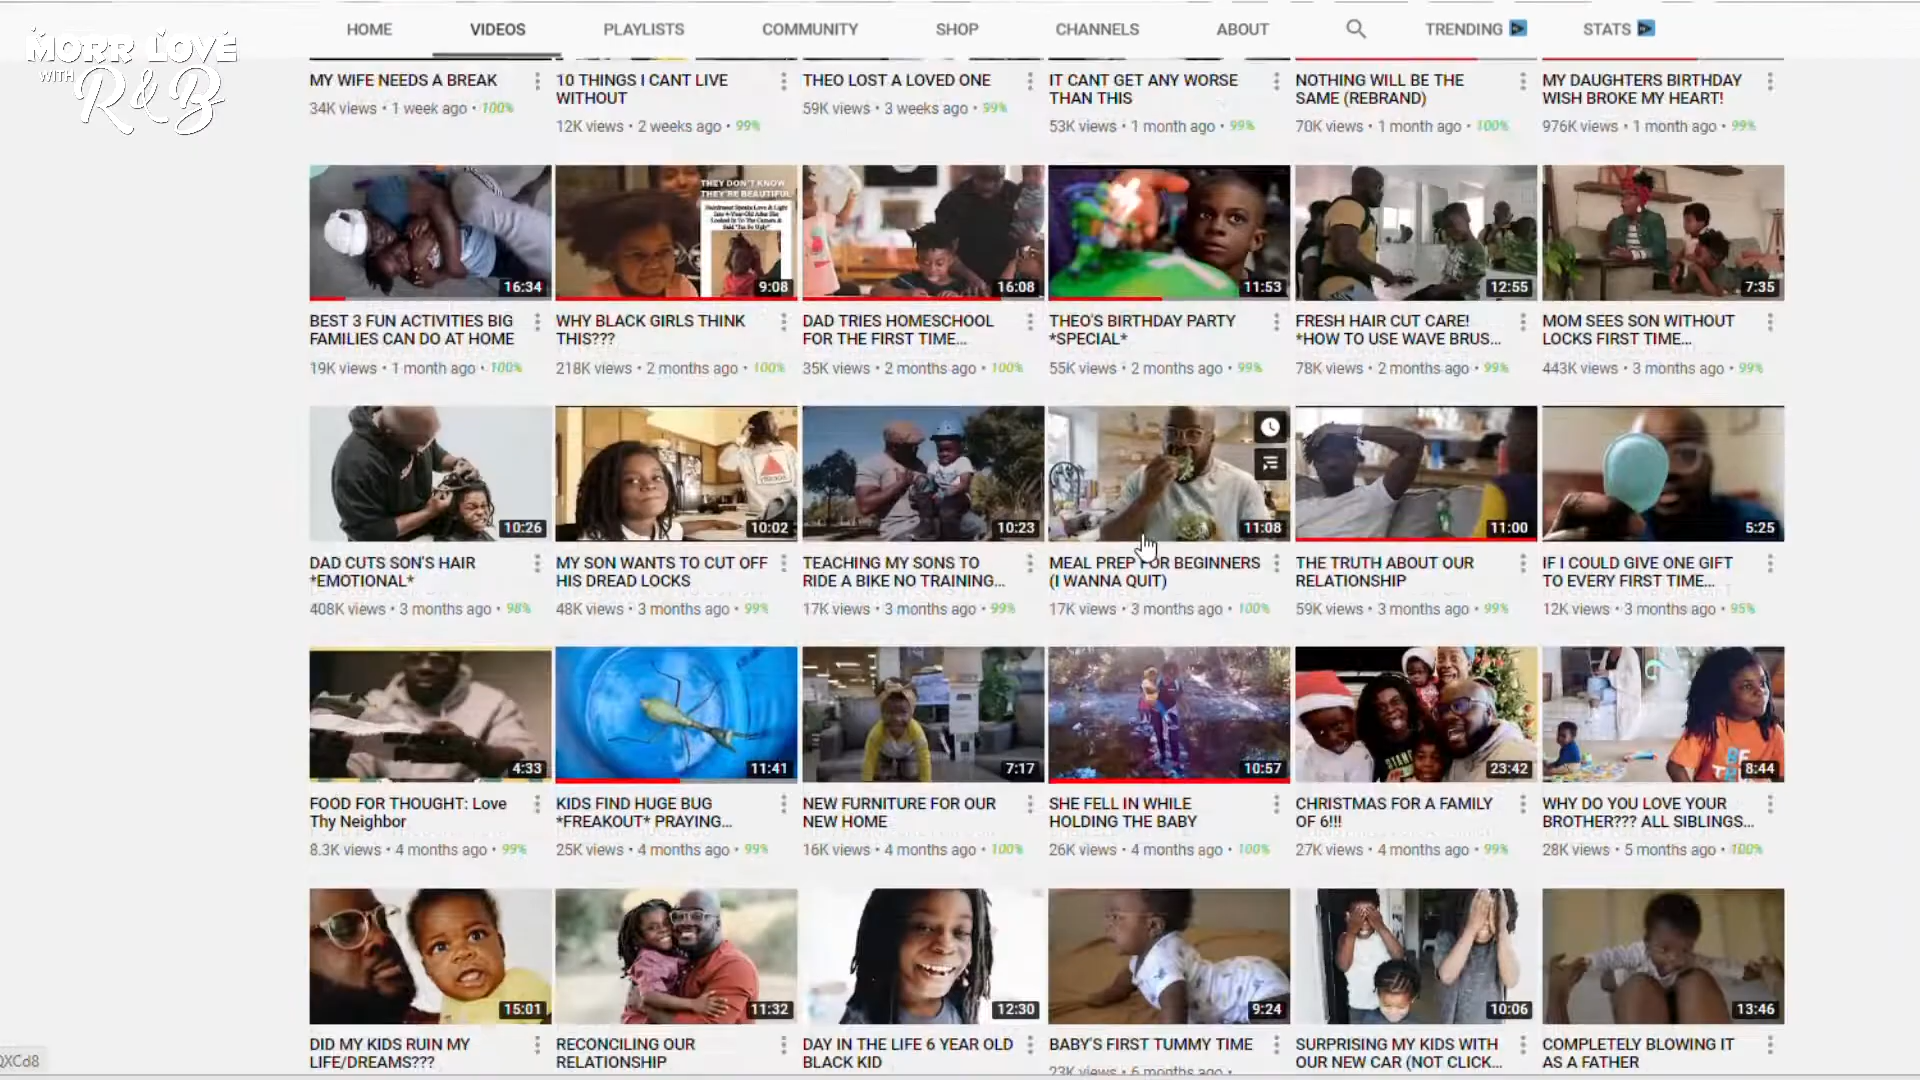 MORR LOVE
WITH R&B
HOME VIDEOS PLAYLISTS COMMUNITY SHOP CHANNELS ABOUT TRENDING STATS
MY WIFE NEEDS A BREAK
34K views • 1 week ago • 100%
10 THINGS I CANT LIVE
WITHOUT
12K views • 2 weeks ago • 99%
THEO LOST A LOVED ONE
59K views • 3 weeks ago • 99%
IT CANT GET ANY WORSE
THAN THIS
53K views • 1 month ago • 99%
NOTHING WILL BE THE
SAME (REBRAND)
70K views • 1 month ago • 100%
MY DAUGHTERS BIRTHDAY
WISH BROKE MY HEART!
976K views • 1 month ago • 99%
16:34
BEST 3 FUN ACTIVITIES BIG
FAMILIES CAN DO AT HOME
19K views • 1 month ago • 100%
THEY DON'T KNOW
THEY'RE BEAUTIFUL
9:08
WHY BLACK GIRLS THINK
THIS???
218K views • 2 months ago • 100%
16:08
DAD TRIES HOMESCHOOL
FOR THE FIRST TIME...
35K views • 2 months ago • 100%
11:53
THEO'S BIRTHDAY PARTY
*SPECIAL*
55K views • 2 months ago • 99%
12:55
FRESH HAIR CUT CARE!
*HOW TO USE WAVE BRUS...
78K views • 2 months ago • 99%
7:35
MOM SEES SON WITHOUT
LOCKS FIRST TIME...
443K views • 3 months ago • 99%
10:26
DAD CUTS SON'S HAIR
*EMOTIONAL*
408K views • 3 months ago • 98%
10:02
MY SON WANTS TO CUT OFF
HIS DREAD LOCKS
48K views • 3 months ago • 99%
10:23
TEACHING MY SONS TO
RIDE A BIKE NO TRAINING...
17K views • 3 months ago • 99%
11:08
MEAL PREP FOR BEGINNERS
(I WANNA QUIT)
17K views • 3 months ago • 100%
11:00
THE TRUTH ABOUT OUR
RELATIONSHIP
59K views • 3 months ago • 99%
5:25
IF I COULD GIVE ONE GIFT
TO EVERY FIRST TIME...
12K views • 3 months ago • 95%
4:33
FOOD FOR THOUGHT: Love
Thy Neighbor
8.3K views • 4 months ago • 99%
11:41
KIDS FIND HUGE BUG
*FREAKOUT* PRAYING...
25K views • 4 months ago • 99%
7:17
NEW FURNITURE FOR OUR
NEW HOME
16K views • 4 months ago • 100%
10:57
SHE FELL IN WHILE
HOLDING THE BABY
26K views • 4 months ago • 100%
23:42
CHRISTMAS FOR A FAMILY
OF 6!!!
27K views • 4 months ago • 99%
8:44
WHY DO YOU LOVE YOUR
BROTHER??? ALL SIBLINGS...
28K views • 5 months ago • 100%
15:01
DID MY KIDS RUIN MY
LIFE/DREAMS???
11:32
RECONCILING OUR
RELATIONSHIP
12:30
DAY IN THE LIFE 6 YEAR OLD
BLACK KID
9:24
BABY'S FIRST TUMMY TIME
23K views • 6 months ago •
10:06
SURPRISING MY KIDS WITH
OUR NEW CAR (NOT CLICK...
13:46
COMPLETELY BLOWING IT
AS A FATHER
QXCd8